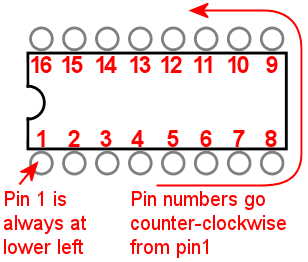 16 15 14 13 12 11 10 9
1 2 3 4 5 6 7 8
Pin 1 is
always at
lower left
Pin numbers go
counter-clockwise
from pin1